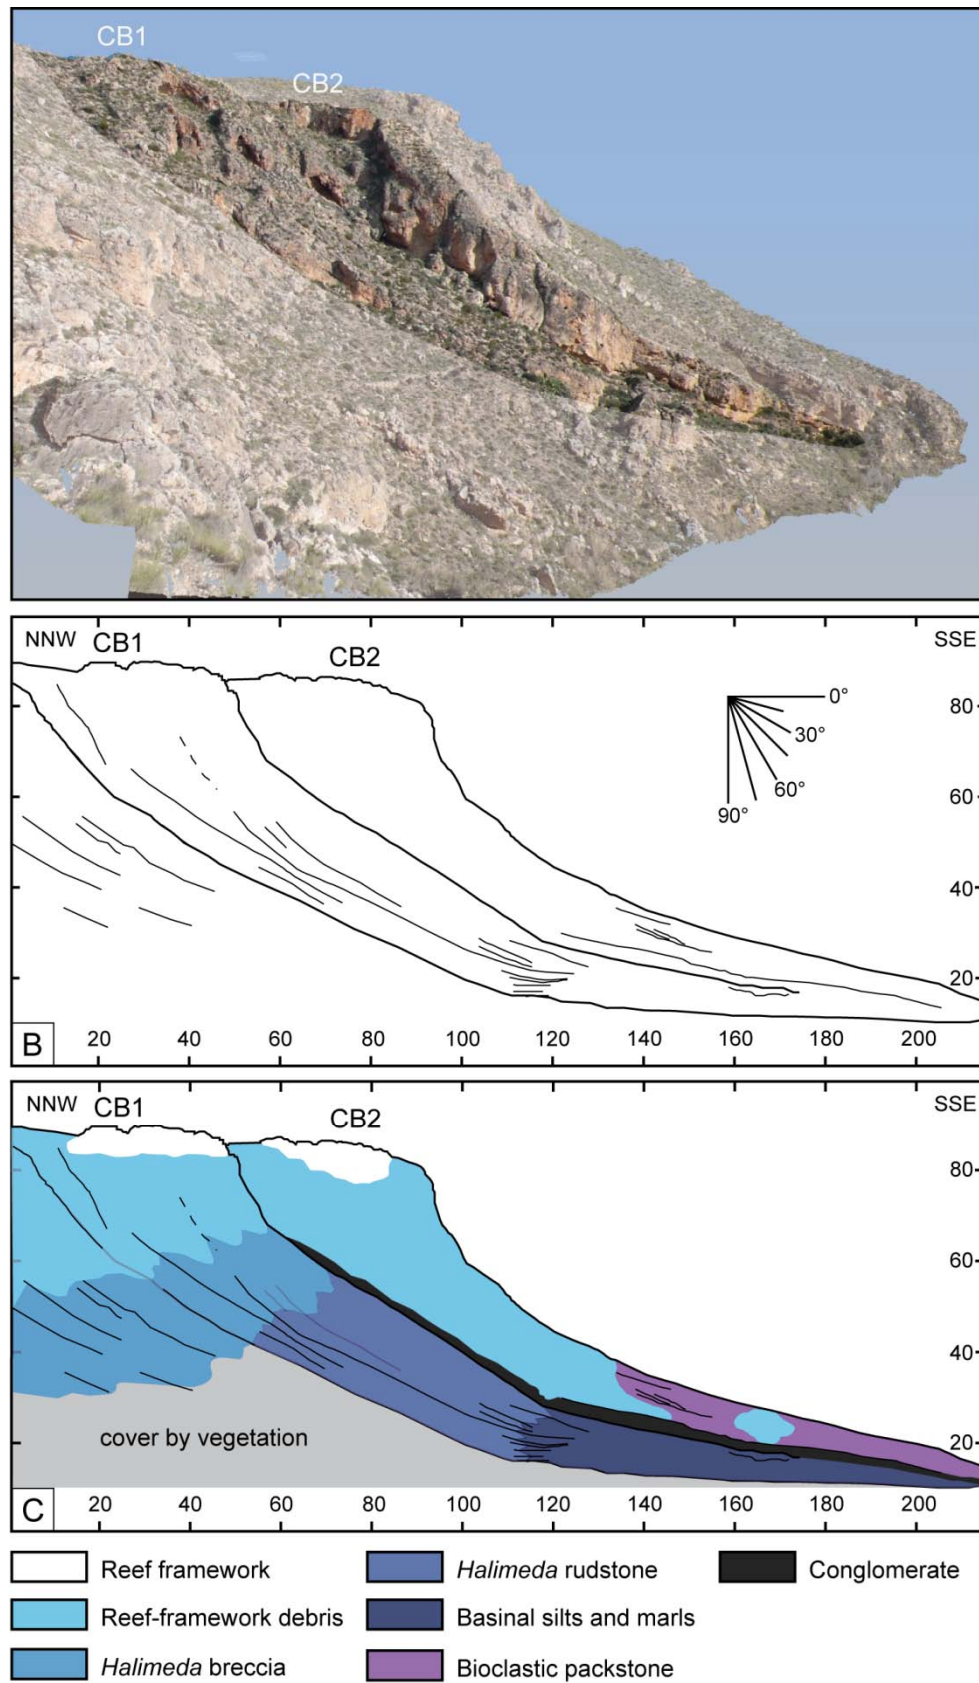 CB1
CB2
NNW CB1 CB2 SSE
0°
30°
60°
90°
80
60
40
20
B 20 40 60 80 100 120 140 160 180 200
NNW CB1 CB2 SSE
80
60
40
20
cover by vegetation
C 20 40 60 80 100 120 140 160 180 200
Reef framework Halimeda rudstone Conglomerate
Reef-framework debris Basinal silts and marls
Halimeda breccia Bioclastic packstone